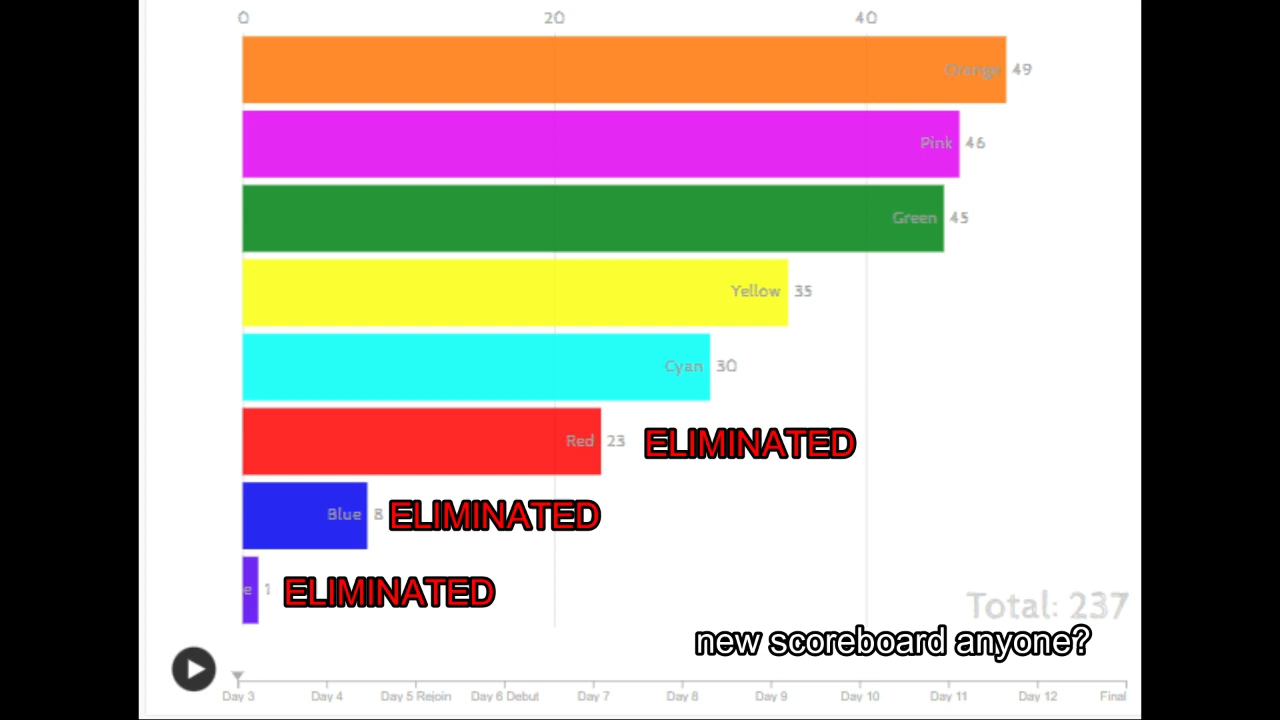 0 20 40
Orange 49
Pink 46
Green 45
Yellow 35
Cyan 30
Red 23 ELIMINATED
Blue 8 ELIMINATED
e 1 ELIMINATED
Total: 237
new scoreboard anyone?
Day 3 Day 4 Day 5 Rejoin Day 6 Debut Day 7 Day 8 Day 9 Day 10 Day 11 Day 12 Final